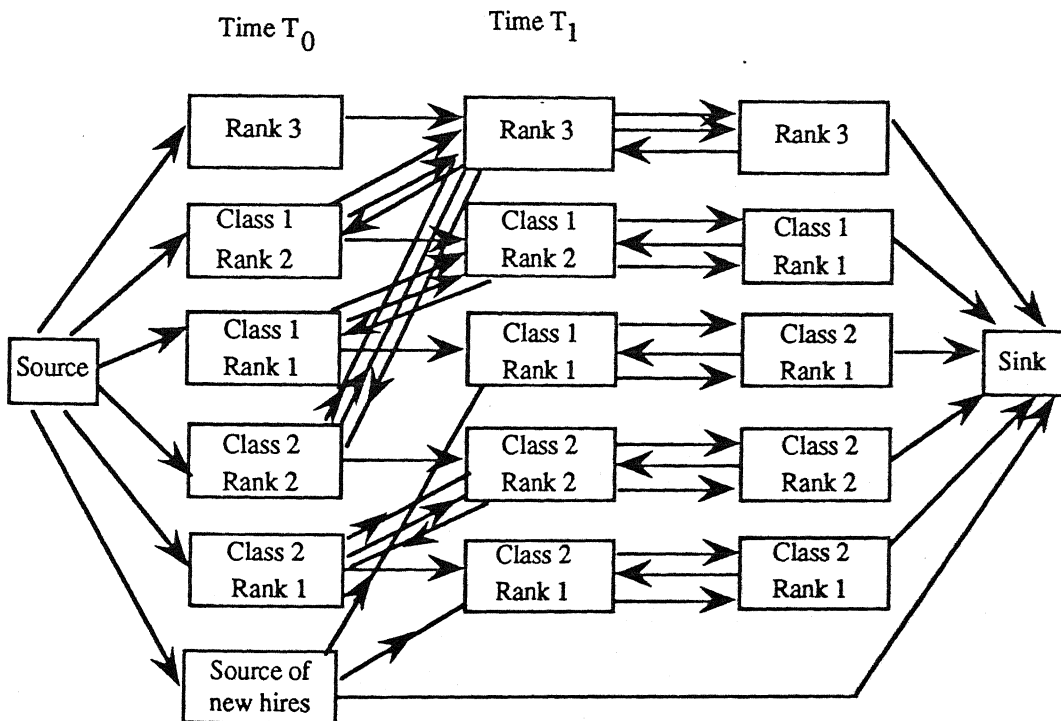 Time T0
Time T1
Rank 3
Rank 3
Rank 3
Class 1
Rank 2
Class 1
Rank 2
Class 1
Rank 1
Class 1
Rank 1
Class 1
Rank 1
Class 2
Rank 1
Source
Sink
Class 2
Rank 2
Class 2
Rank 2
Class 2
Rank 2
Class 2
Rank 1
Class 2
Rank 1
Class 2
Rank 1
Source of
new hires